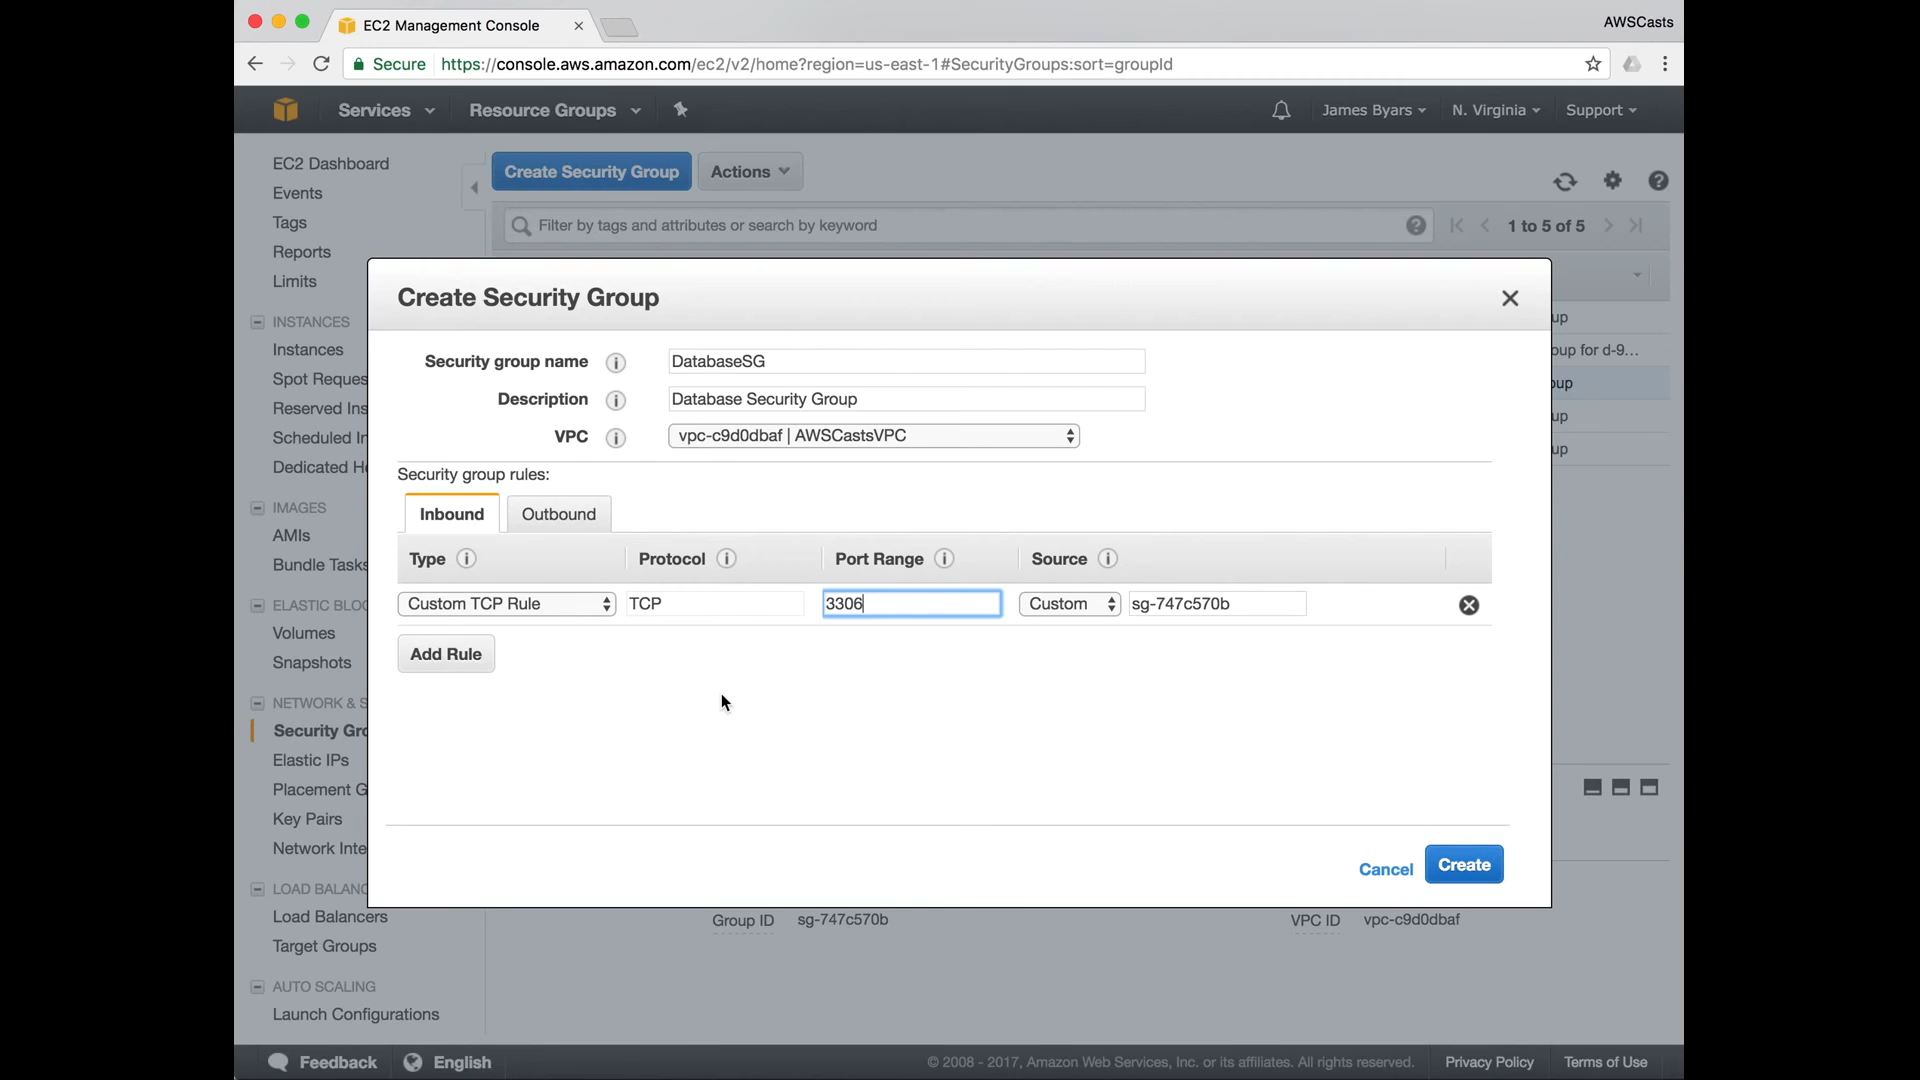 EC2 Management Console
AWSCasts
Secure https://console.aws.amazon.com/ec2/v2/home?region=us-east-1#SecurityGroups:sort=groupId
Services Resource Groups James Byars N. Virginia Support
EC2 Dashboard
Events
Tags
Reports
Limits
INSTANCES
Instances
Spot Reques
Reserved Ins
Scheduled In
Dedicated He
IMAGES
AMIs
Bundle Tasks
ELASTIC BLOC
Volumes
Snapshots
NETWORK & S
Security Gro
Elastic IPs
Placement G
Key Pairs
Network Inte
LOAD BALANC
Load Balancers
Target Groups
AUTO SCALING
Launch Configurations
Create Security Group Actions
Filter by tags and attributes or search by keyword
1 to 5 of 5
up
oup for d-9...
oup
up
up
Create Security Group
Security group name DatabaseSG
Description Database Security Group
VPC vpc-c9d0dbaf | AWSCastsVPC
Security group rules:
Inbound Outbound
Type Protocol Port Range Source
Custom TCP Rule TCP 3306 Custom sg-747c570b
Add Rule
Cancel Create
Group ID sg-747c570b VPC ID vpc-c9d0dbaf
Feedback English © 2008 - 2017, Amazon Web Services, Inc. or its affiliates. All rights reserved. Privacy Policy Terms of Use